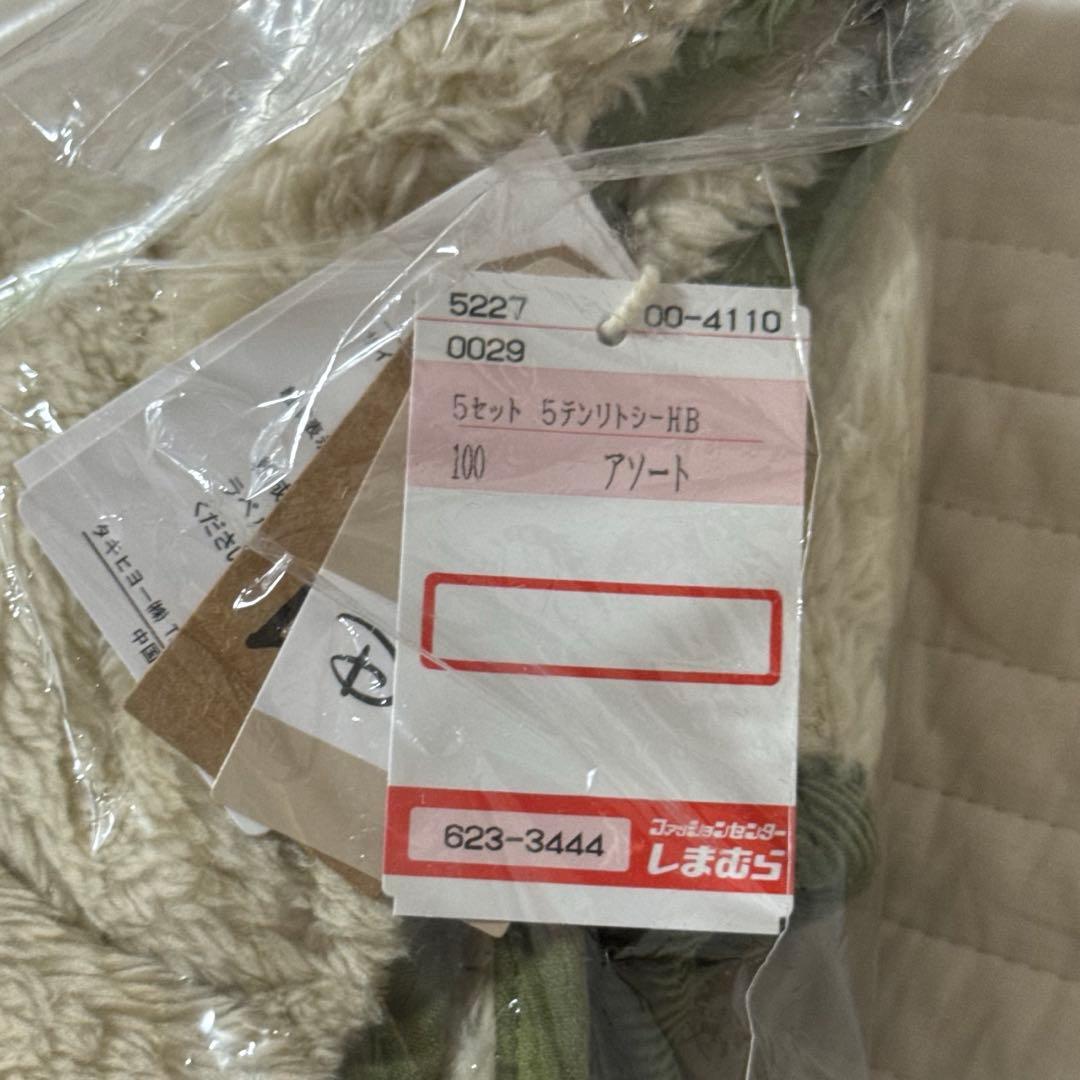 5227 00-4110
0029
5セット 5テンリトシーHB
100 アソート
623-3444
ファッションセンター
しまむら
ください
タキヒヨー㈱ T
中国